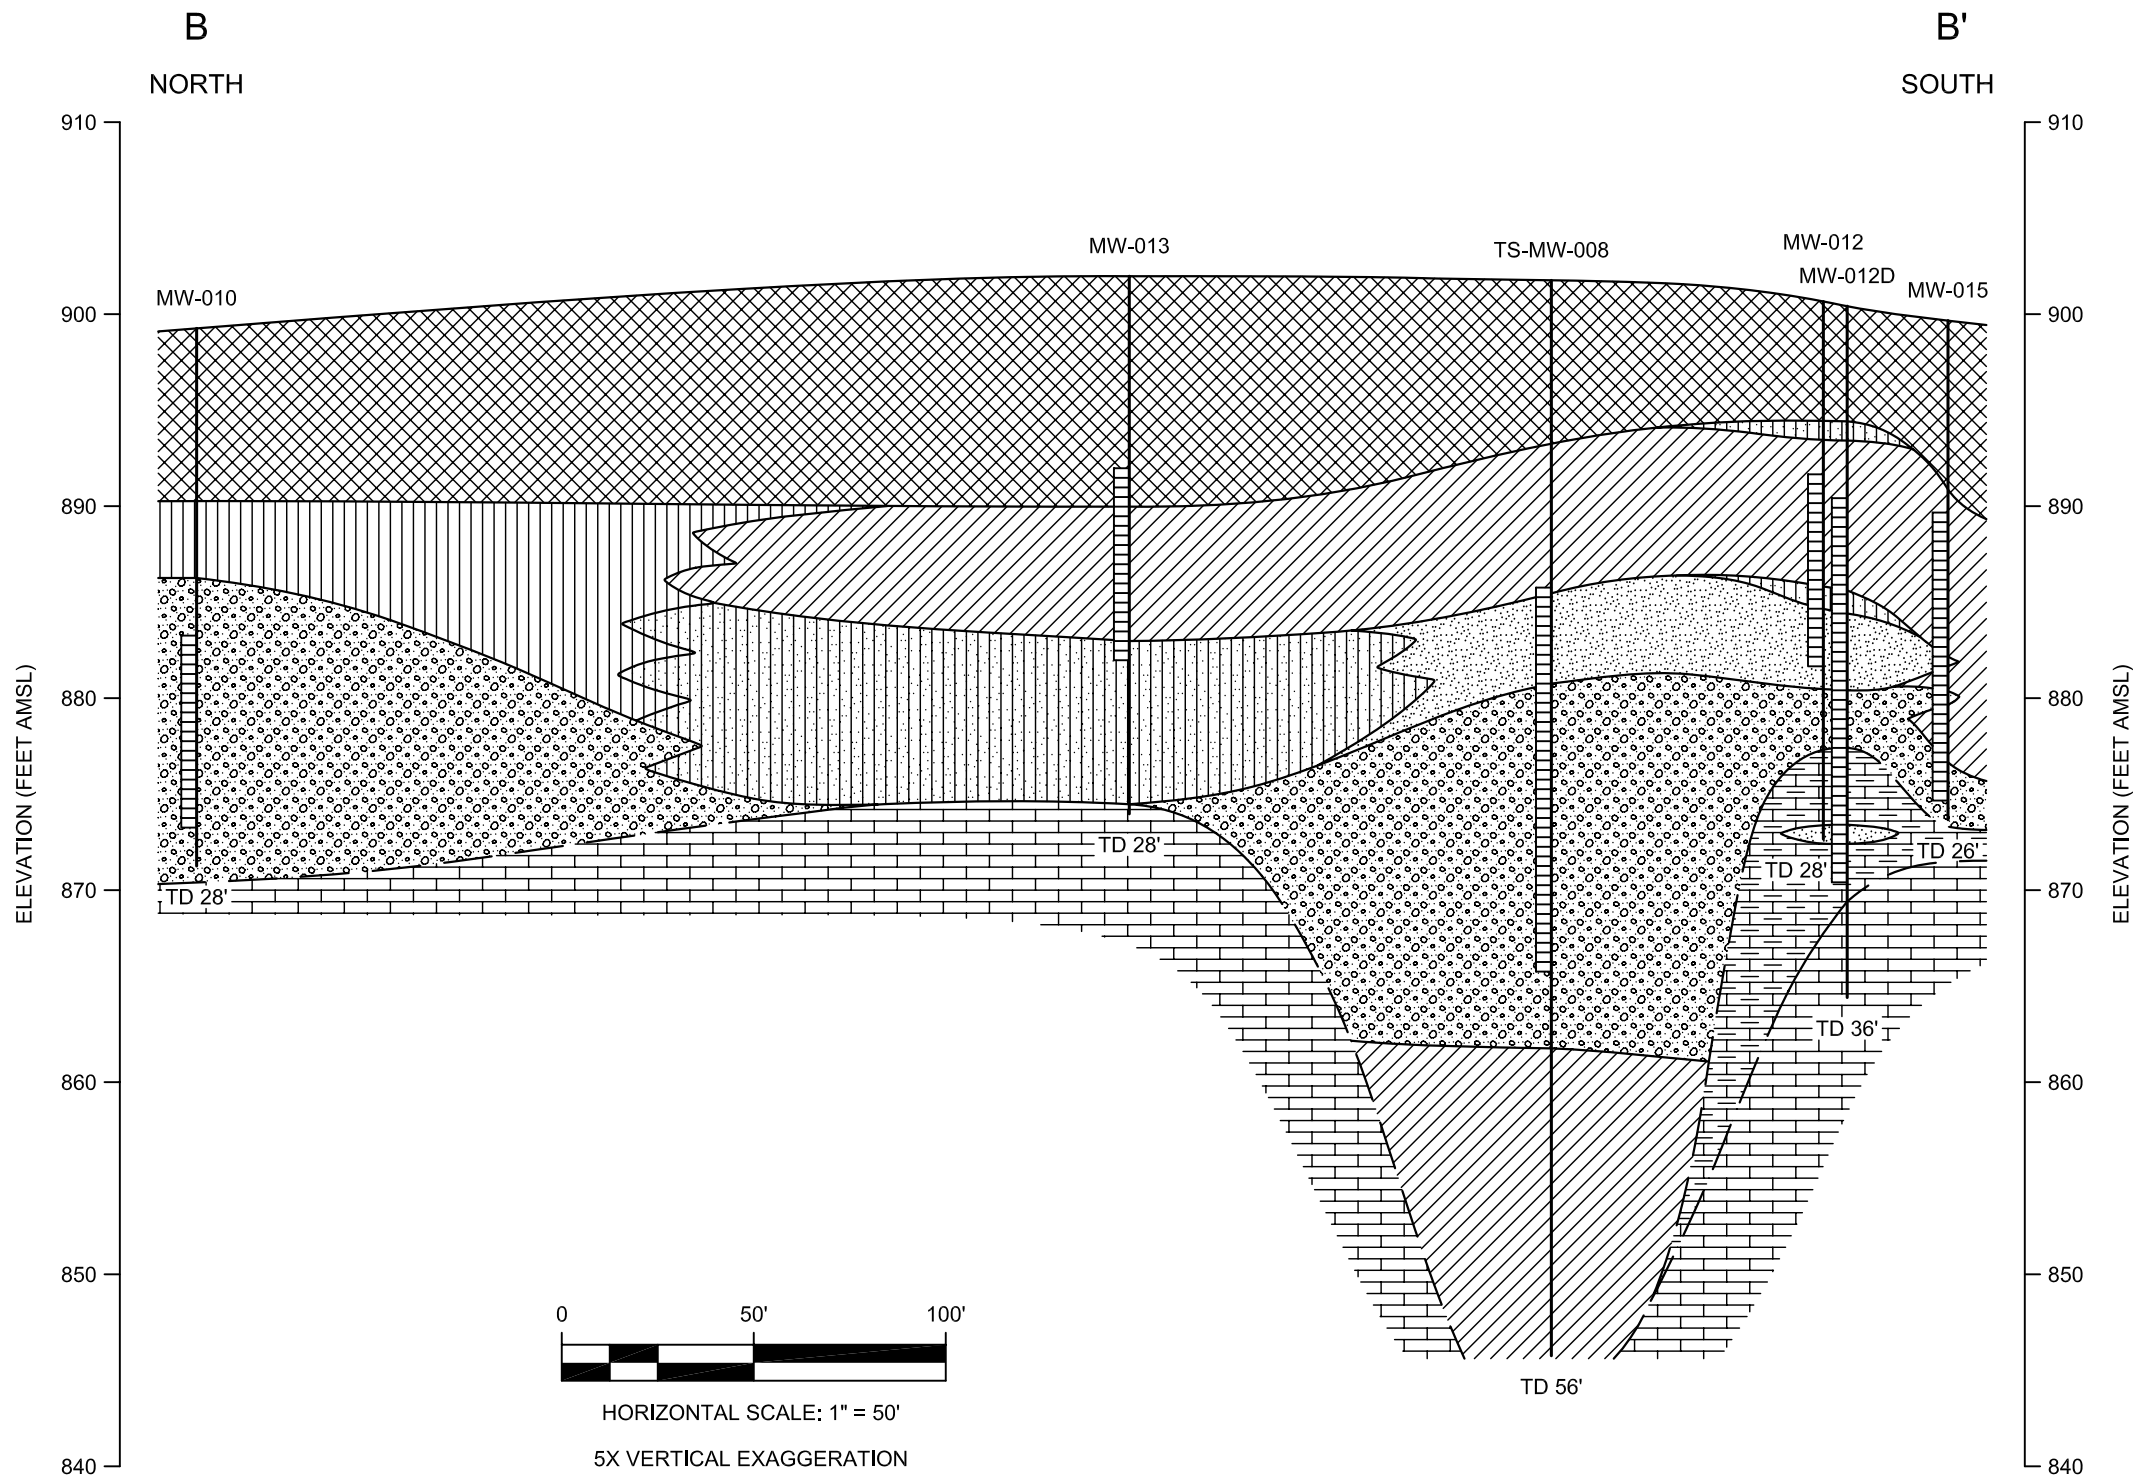 B
B'
NORTH
SOUTH
910
910
MW-013
TS-MW-008
MW-012
MW-012D
MW-015
MW-010
900
900
890
890
ELEVATION (FEET AMSL)
ELEVATION (FEET AMSL)
880
880
TD 28'
TD 26'
TD 28'
870
870
TD 28'
TD 36'
860
860
850
850
0
50'
100'
TD 56'
HORIZONTAL SCALE: 1" = 50'
5X VERTICAL EXAGGERATION
840
840